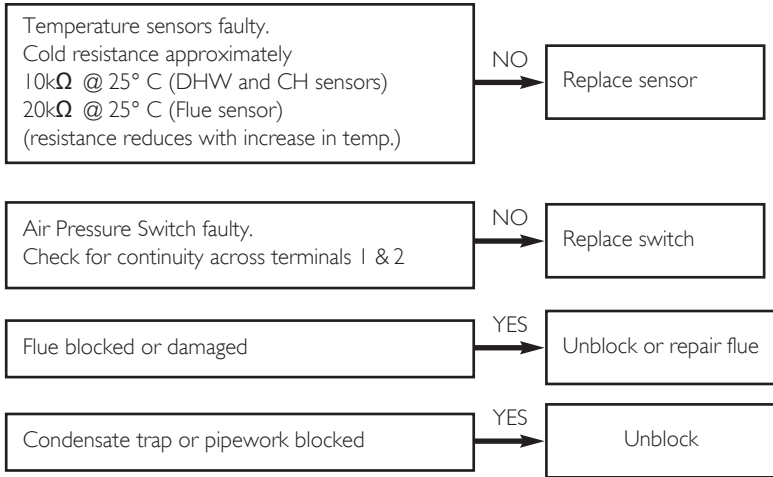 Temperature sensors faulty.
Cold resistance approximately
10kΩ @ 25° C (DHW and CH sensors)
20kΩ @ 25° C (Flue sensor)
(resistance reduces with increase in temp.)
NO
Replace sensor
Air Pressure Switch faulty.
Check for continuity across terminals 1 & 2
NO
Replace switch
Flue blocked or damaged
YES
Unblock or repair flue
Condensate trap or pipework blocked
YES
Unblock